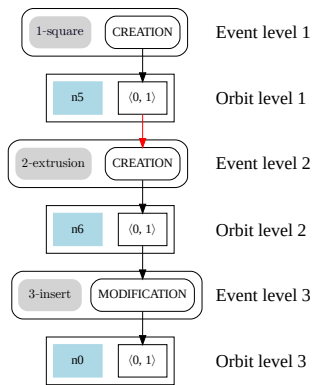 1-square CREATION Event level 1
n5 ⟨0, 1⟩ Orbit level 1
2-extrusion CREATION Event level 2
n6 ⟨0, 1⟩ Orbit level 2
3-insert MODIFICATION Event level 3
n0 ⟨0, 1⟩ Orbit level 3